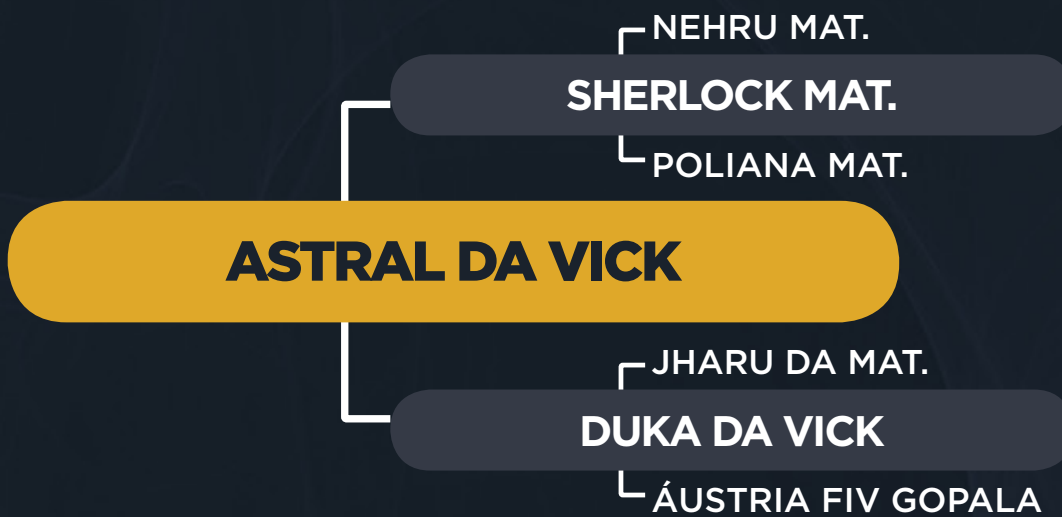 NEHRU MAT.
SHERLOCK MAT.
POLIANA MAT.
ASTRAL DA VICK
JHARU DA MAT.
DUKA DA VICK
ÁUSTRIA FIV GOPALA